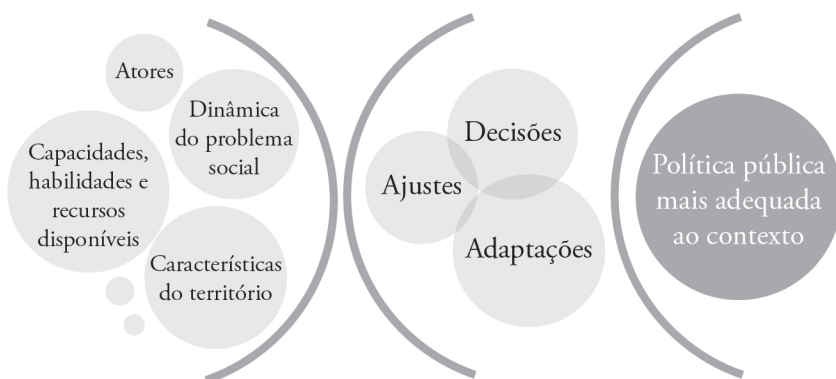 Atores
Dinâmica
do problema
social
Capacidades,
habilidades e
recursos
disponíveis
Características
do território
Decisões
Ajustes
Adaptações
Política pública
mais adequada
ao contexto